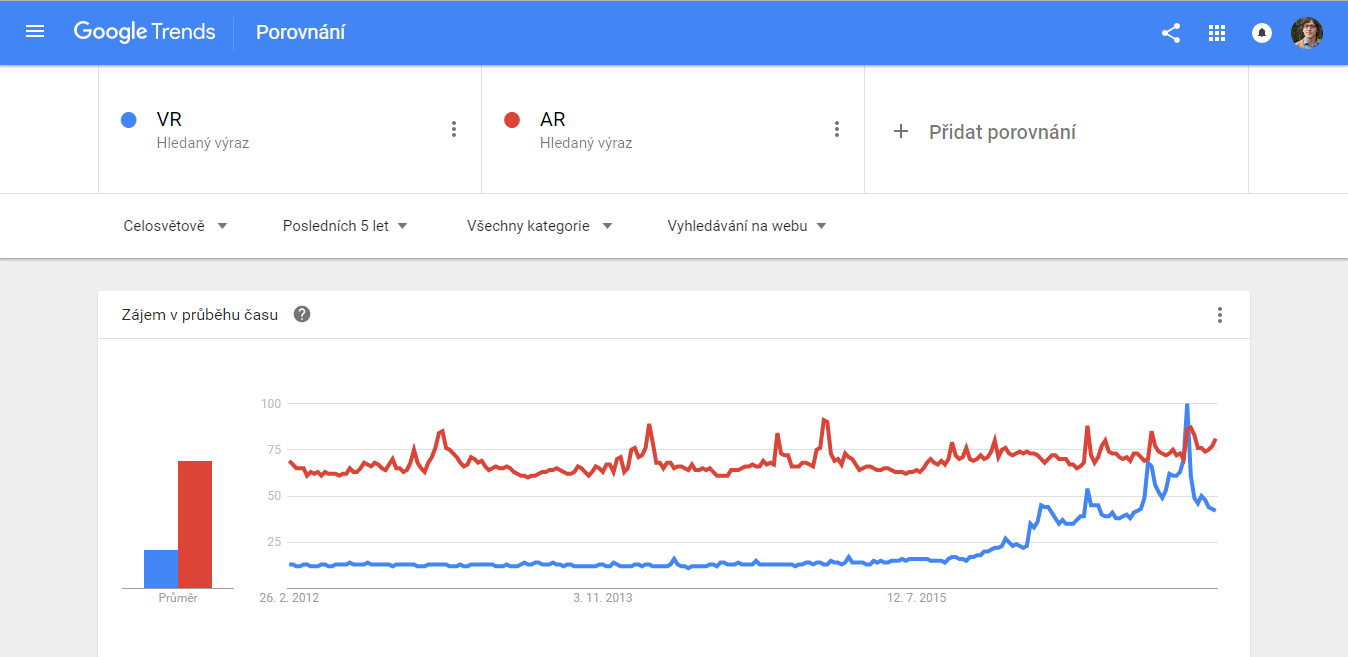 Google Trends Porovnání
VR
Hledaný výraz
AR
Hledaný výraz
+ Přidat porovnání
Celosvětově Posledních 5 let Všechny kategorie Vyhledávání na webu
Zájem v průběhu času ?
100
75
50
25
Průměr 26. 2. 2012 3. 11. 2013 12. 7. 2015